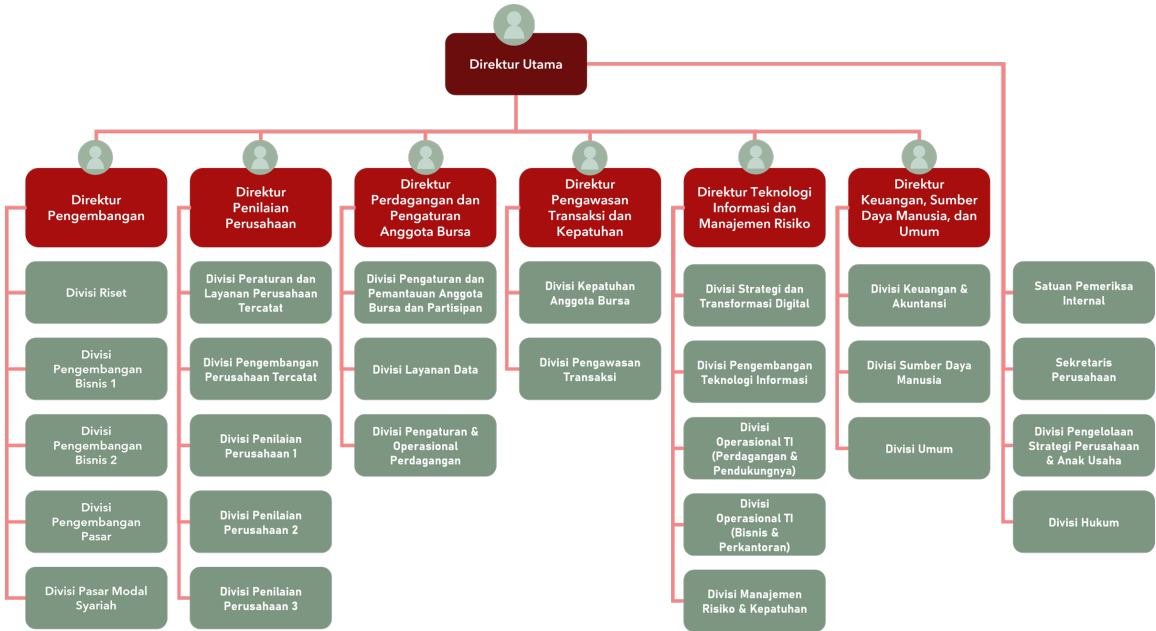 Direktur Utama
Direktur
Pengembangan
Divisi Riset
Divisi
Pengembangan
Bisnis 1
Divisi
Pengembangan
Bisnis 2
Divisi
Pengembangan
Pasar
Divisi Pasar Modal
Syariah
Direktur
Penilaian
Perusahaan
Divisi Peraturan dan
Layanan Perusahaan
Tercatat
Divisi Pengembangan
Perusahaan Tercatat
Divisi Penilaian
Perusahaan 1
Divisi Penilaian
Perusahaan 2
Divisi Penilaian
Perusahaan 3
Direktur
Perdagangan dan
Pengaturan
Anggota Bursa
Divisi Pengaturan dan
Pemantauan Anggota
Bursa dan Partisipan
Divisi Layanan Data
Divisi Pengaturan &
Operasional
Perdagangan
Direktur
Pengawasan
Transaksi dan
Kepatuhan
Divisi Kepatuhan
Anggota Bursa
Divisi Pengawasan
Transaksi
Direktur Teknologi
Informasi dan
Manajemen Risiko
Divisi Strategi dan
Transformasi Digital
Divisi Pengembangan
Teknologi Informasi
Divisi
Operasional TI
(Perdagangan &
Pendukungnya)
Divisi
Operasional TI
(Bisnis &
Perkantoran)
Divisi Manajemen
Risiko & Kepatuhan
Direktur
Keuangan, Sumber
Daya Manusia, dan
Umum
Divisi Keuangan &
Akuntansi
Divisi Sumber Daya
Manusia
Divisi Umum
Satuan Pemeriksa
Internal
Sekretaris
Perusahaan
Divisi Pengelolaan
Strategi Perusahaan
& Anak Usaha
Divisi Hukum